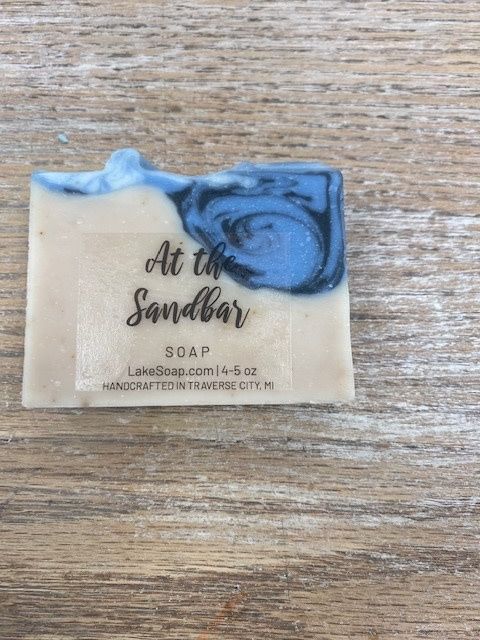 At the
Sandbar
SOAP
LakeSoap.com | 4-5 oz
HANDCRAFTED IN TRAVERSE CITY, MI